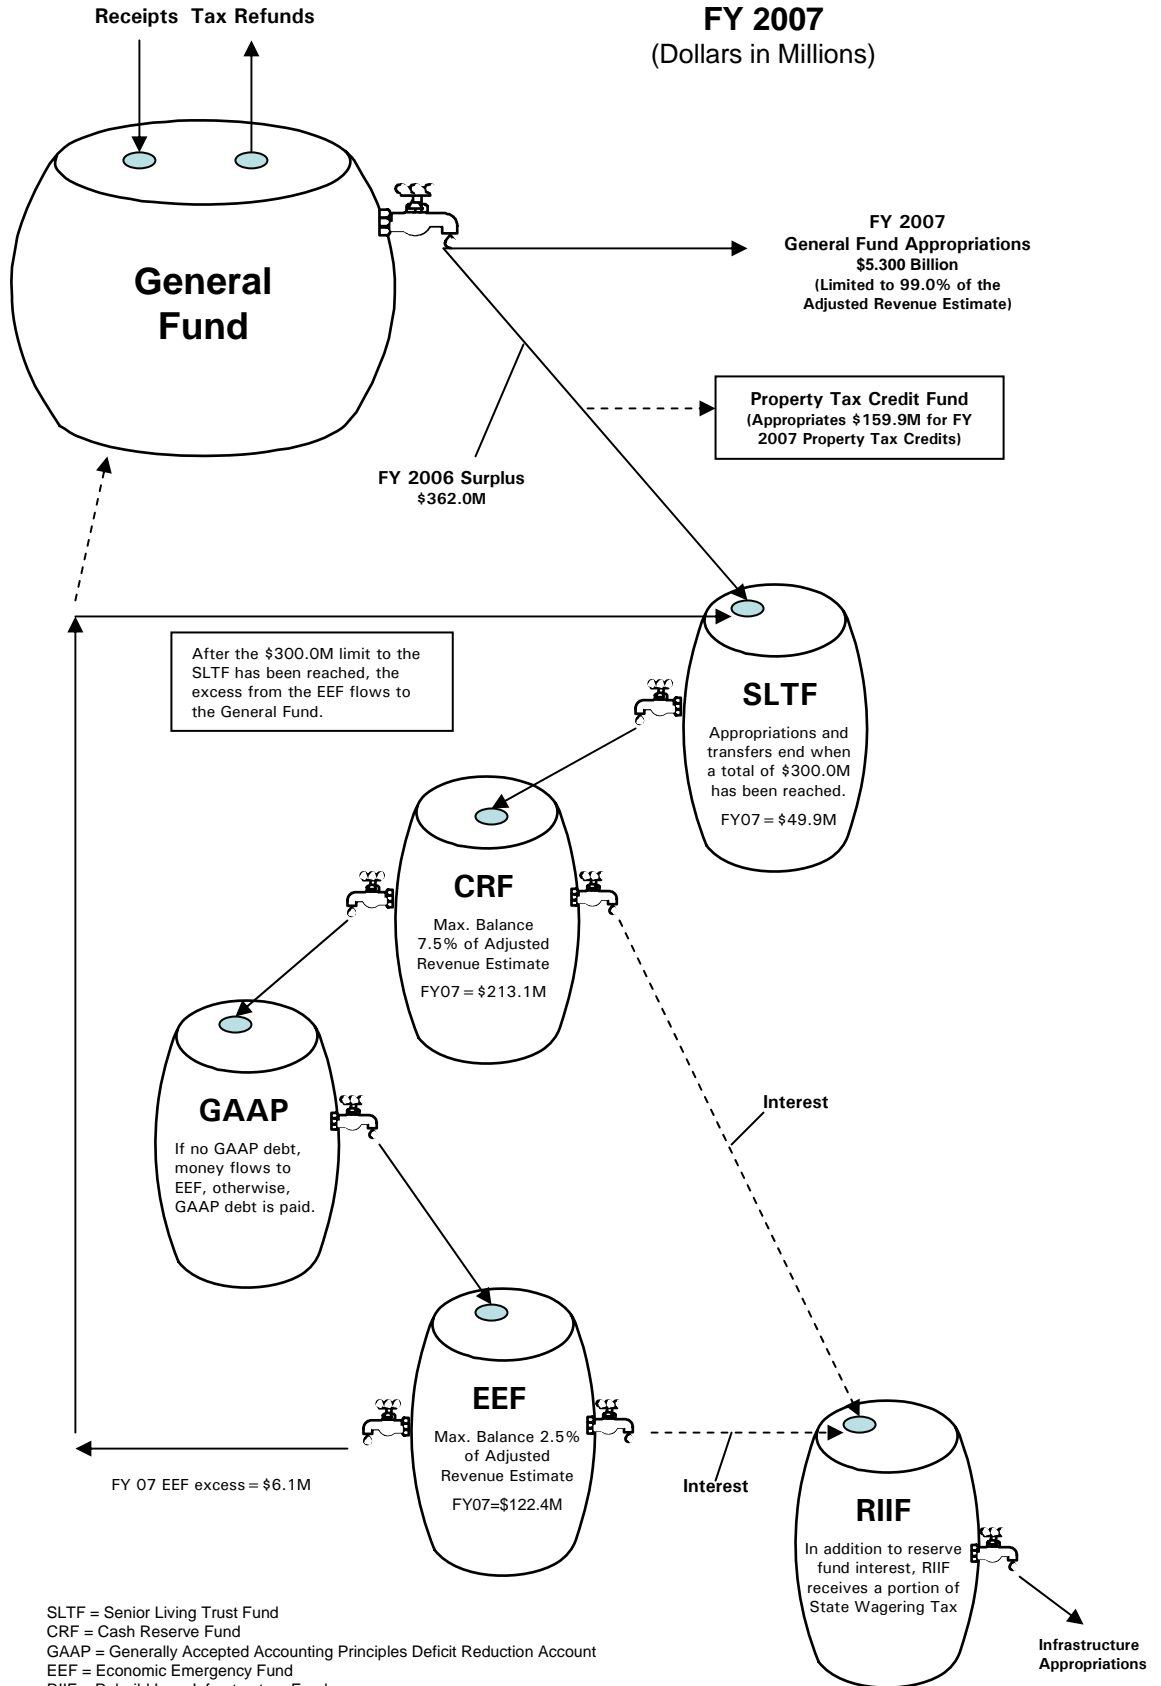 FY 2007
(Dollars in Millions)
Receipts Tax Refunds
General
Fund
FY 2007
General Fund Appropriations
$5.300 Billion
(Limited to 99.0% of the
Adjusted Revenue Estimate)
Property Tax Credit Fund
(Appropriates $159.9M for FY
2007 Property Tax Credits)
FY 2006 Surplus
$362.0M
After the $300.0M limit to the
SLTF has been reached, the
excess from the EEF flows to
the General Fund.
SLTF
Appropriations and
transfers end when
a total of $300.0M
has been reached.
FY07 = $49.9M
CRF
Max. Balance
7.5% of Adjusted
Revenue Estimate
FY07 = $213.1M
GAAP
If no GAAP debt,
money flows to
EEF, otherwise,
GAAP debt is paid.
Interest
EEF
Max. Balance 2.5%
of Adjusted
Revenue Estimate
FY07=$122.4M
FY 07 EEF excess = $6.1M
Interest
RIIF
In addition to reserve
fund interest, RIIF
receives a portion of
State Wagering Tax
Infrastructure
Appropriations
SLTF = Senior Living Trust Fund
CRF = Cash Reserve Fund
GAAP = Generally Accepted Accounting Principles Deficit Reduction Account
EEF = Economic Emergency Fund